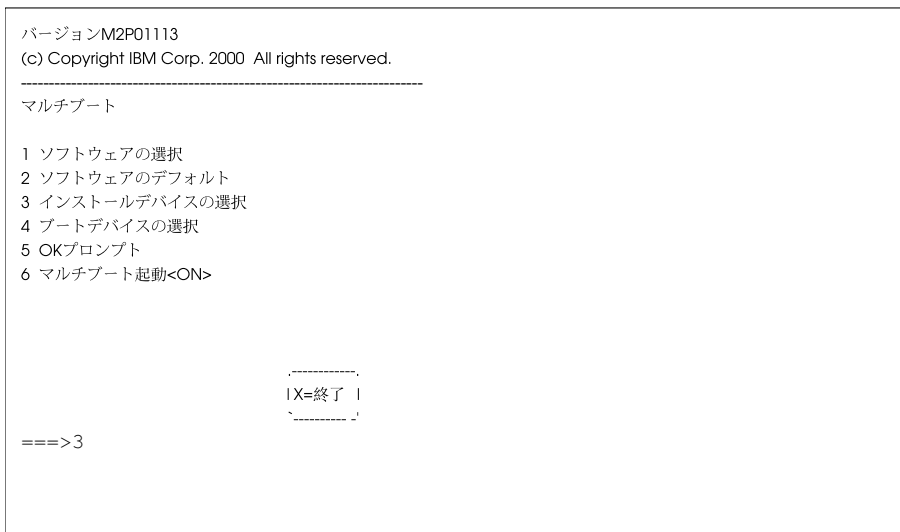 バージョンM2P01113
(c) Copyright IBM Corp. 2000 All rights reserved.
------------------------------------------------------------------------
マルチブート
1 ソフトウェアの選択
2 ソフトウェアのデフォルト
3 インストールデバイスの選択
4 ブートデバイスの選択
5 OKプロンプト
6 マルチブート起動<ON>
.------------.
| X=終了 |
`---------- -'
===>3